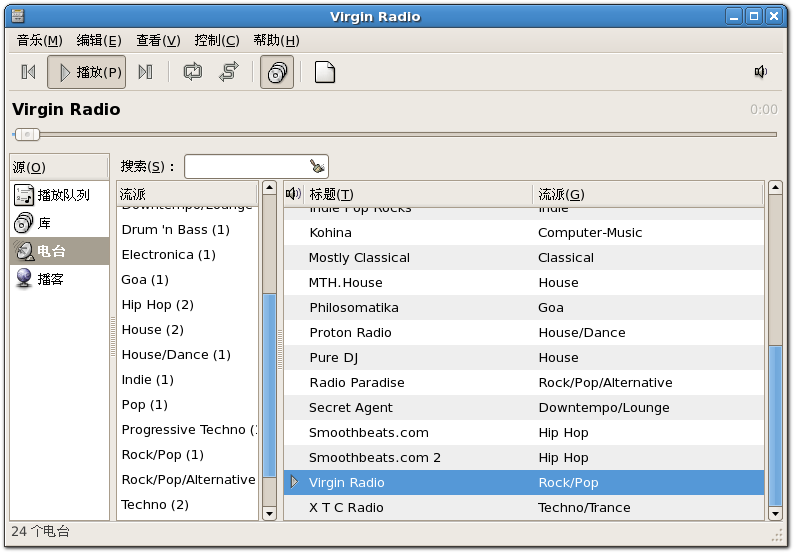 Virgin Radio
音乐(M) 编辑(E) 查看(V) 控制(C) 帮助(H)
播放(P)
Virgin Radio 0:00
源(O)
播放队列
库
电台
播客
搜索(S)：
流派
Downtempo/Lounge
Drum 'n Bass (1)
Electronica (1)
Goa (1)
Hip Hop (2)
House (2)
House/Dance (1)
Indie (1)
Pop (1)
Progressive Techno (
Rock/Pop (1)
Rock/Pop/Alternative
Techno (2)
标题(T) 流派(G)
Indie Pop Rocks Indie
Kohina Computer-Music
Mostly Classical Classical
MTH.House House
Philosomatika Goa
Proton Radio House/Dance
Pure DJ House
Radio Paradise Rock/Pop/Alternative
Secret Agent Downtempo/Lounge
Smoothbeats.com Hip Hop
Smoothbeats.com 2 Hip Hop
Virgin Radio Rock/Pop
X T C Radio Techno/Trance
24 个电台